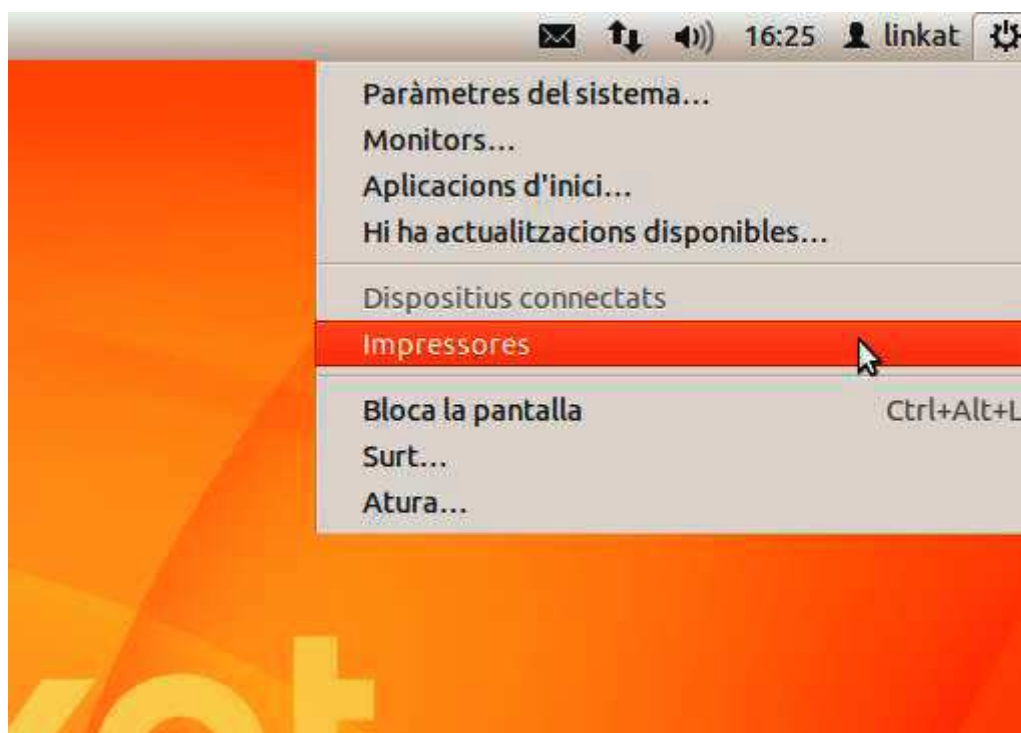 16:25 linkat
Paràmetres del sistema...
Monitors...
Aplicacions d'inici...
Hi ha actualitzacions disponibles...
Dispositius connectats
Impressores
Bloca la pantalla Ctrl+Alt+L
Surt...
Atura...